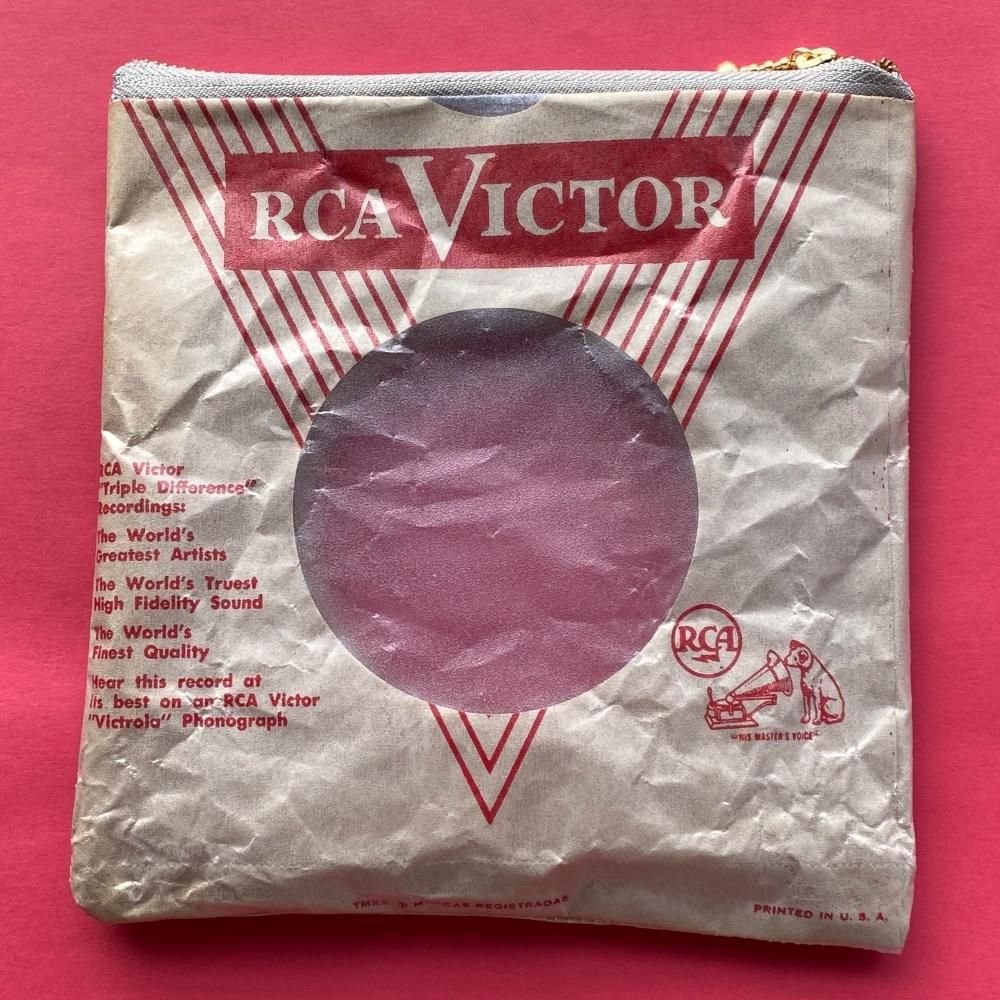 RCA VICTOR
RCA Victor
"Triple Difference"
Recordings:
The World's
Greatest Artists
The World's Truest
High Fidelity Sound
The World's
Finest Quality
Hear this record at
its best on an RCA Victor
"Victrola" Phonograph
RCA
"HIS MASTER'S VOICE"
TMKS ® MARCAS REGISTRADAS
PRINTED IN U. S. A.